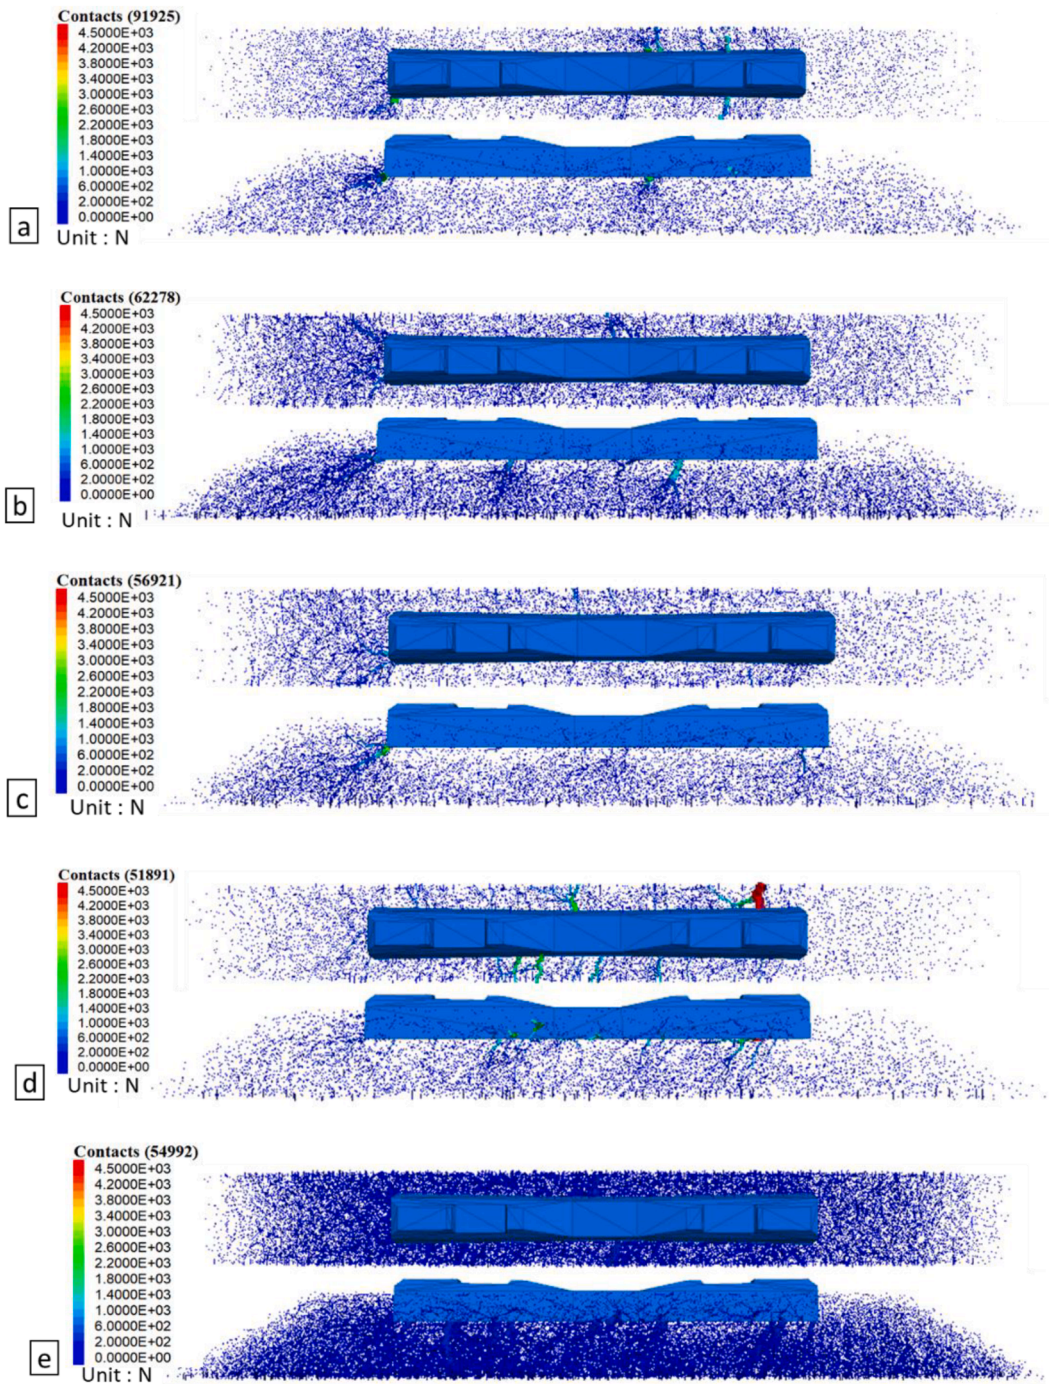 Contacts (91925)
4.5000E+03
4.2000E+03
3.8000E+03
3.4000E+03
3.0000E+03
2.6000E+03
2.2000E+03
1.8000E+03
1.4000E+03
1.0000E+03
6.0000E+02
2.0000E+02
0.0000E+00
a
Unit : N
Contacts (62278)
4.5000E+03
4.2000E+03
3.8000E+03
3.4000E+03
3.0000E+03
2.6000E+03
2.2000E+03
1.8000E+03
1.4000E+03
1.0000E+03
6.0000E+02
2.0000E+02
0.0000E+00
b
Unit : N
Contacts (56921)
4.5000E+03
4.2000E+03
3.8000E+03
3.4000E+03
3.0000E+03
2.6000E+03
2.2000E+03
1.8000E+03
1.4000E+03
1.0000E+03
6.0000E+02
2.0000E+02
0.0000E+00
c
Unit : N
Contacts (51891)
4.5000E+03
4.2000E+03
3.8000E+03
3.4000E+03
3.0000E+03
2.6000E+03
2.2000E+03
1.8000E+03
1.4000E+03
1.0000E+03
6.0000E+02
2.0000E+02
0.0000E+00
d
Unit : N
Contacts (54992)
4.5000E+03
4.2000E+03
3.8000E+03
3.4000E+03
3.0000E+03
2.6000E+03
2.2000E+03
1.8000E+03
1.4000E+03
1.0000E+03
6.0000E+02
2.0000E+02
0.0000E+00
e
Unit : N